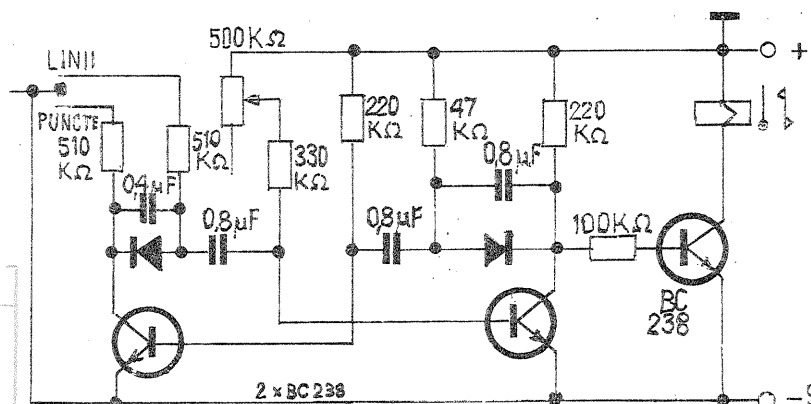 LINII
500KΩ
+
PUNCTE
510
KΩ
510
KΩ
330
KΩ
220
KΩ
47
KΩ
220
KΩ
0,4μF
0,8μF
0,8μF
0,8μF
100KΩ
BC
238
2 × BC 238